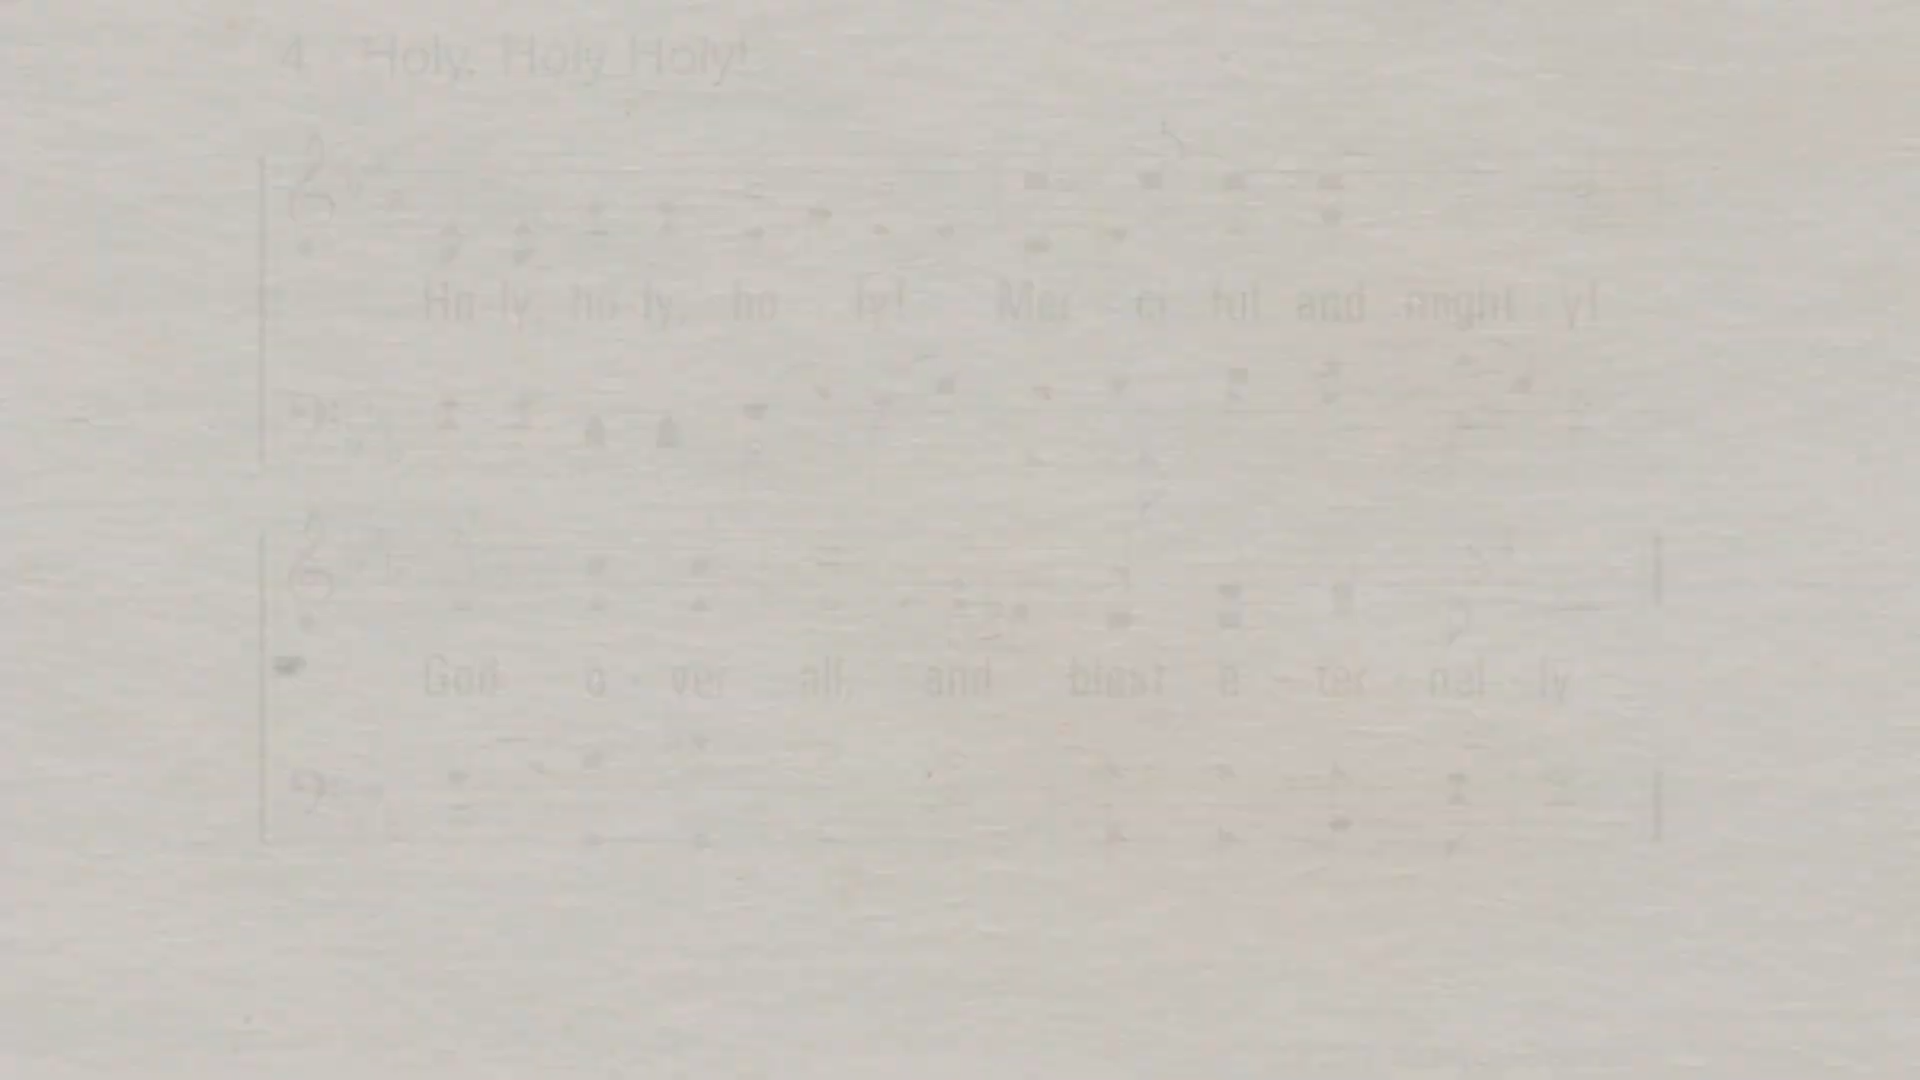 4 Holy, Holy, Holy!
Ho-ly, ho-ly, ho - ly! Mer - ci - ful and might - y!
God o - ver all, and blest e - ter - nal - ly